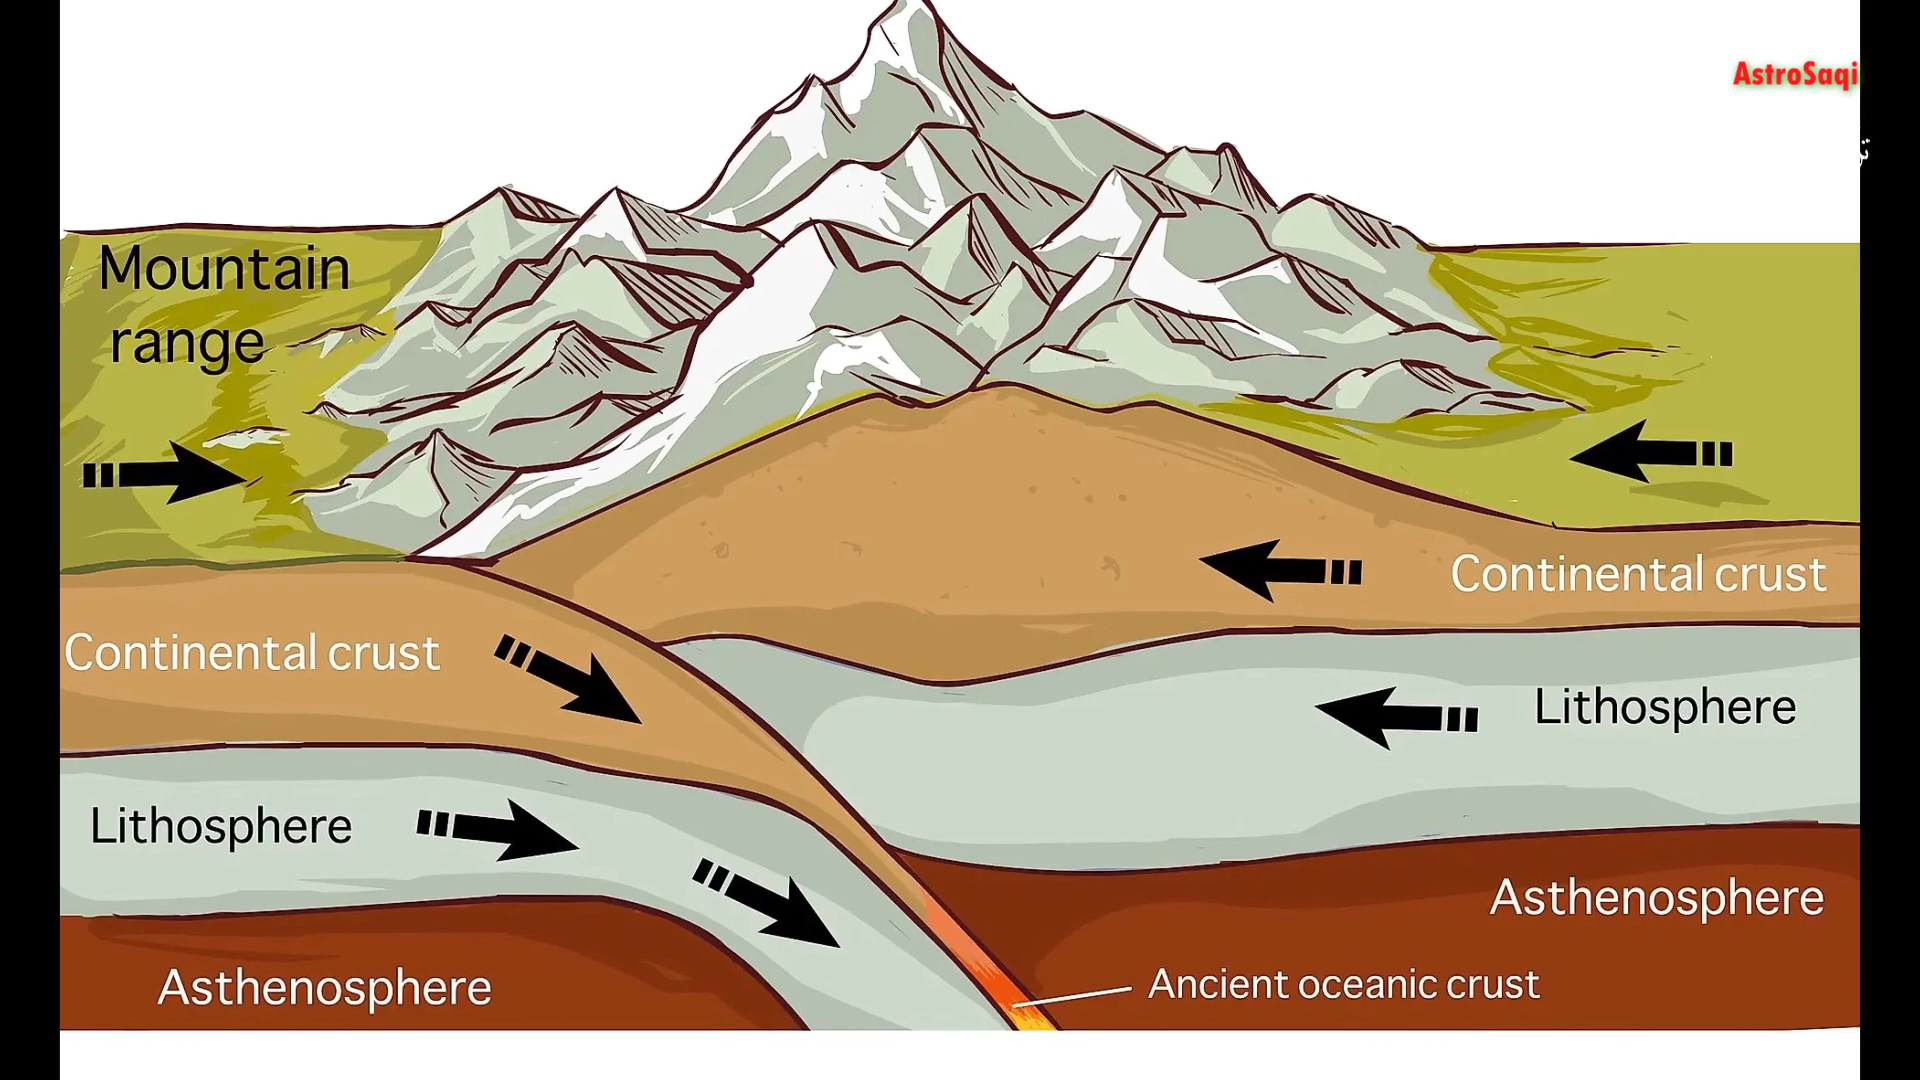 AstroSaqi
Mountain
range
Continental crust
Continental crust
Lithosphere
Lithosphere
Asthenosphere
Asthenosphere
Ancient oceanic crust